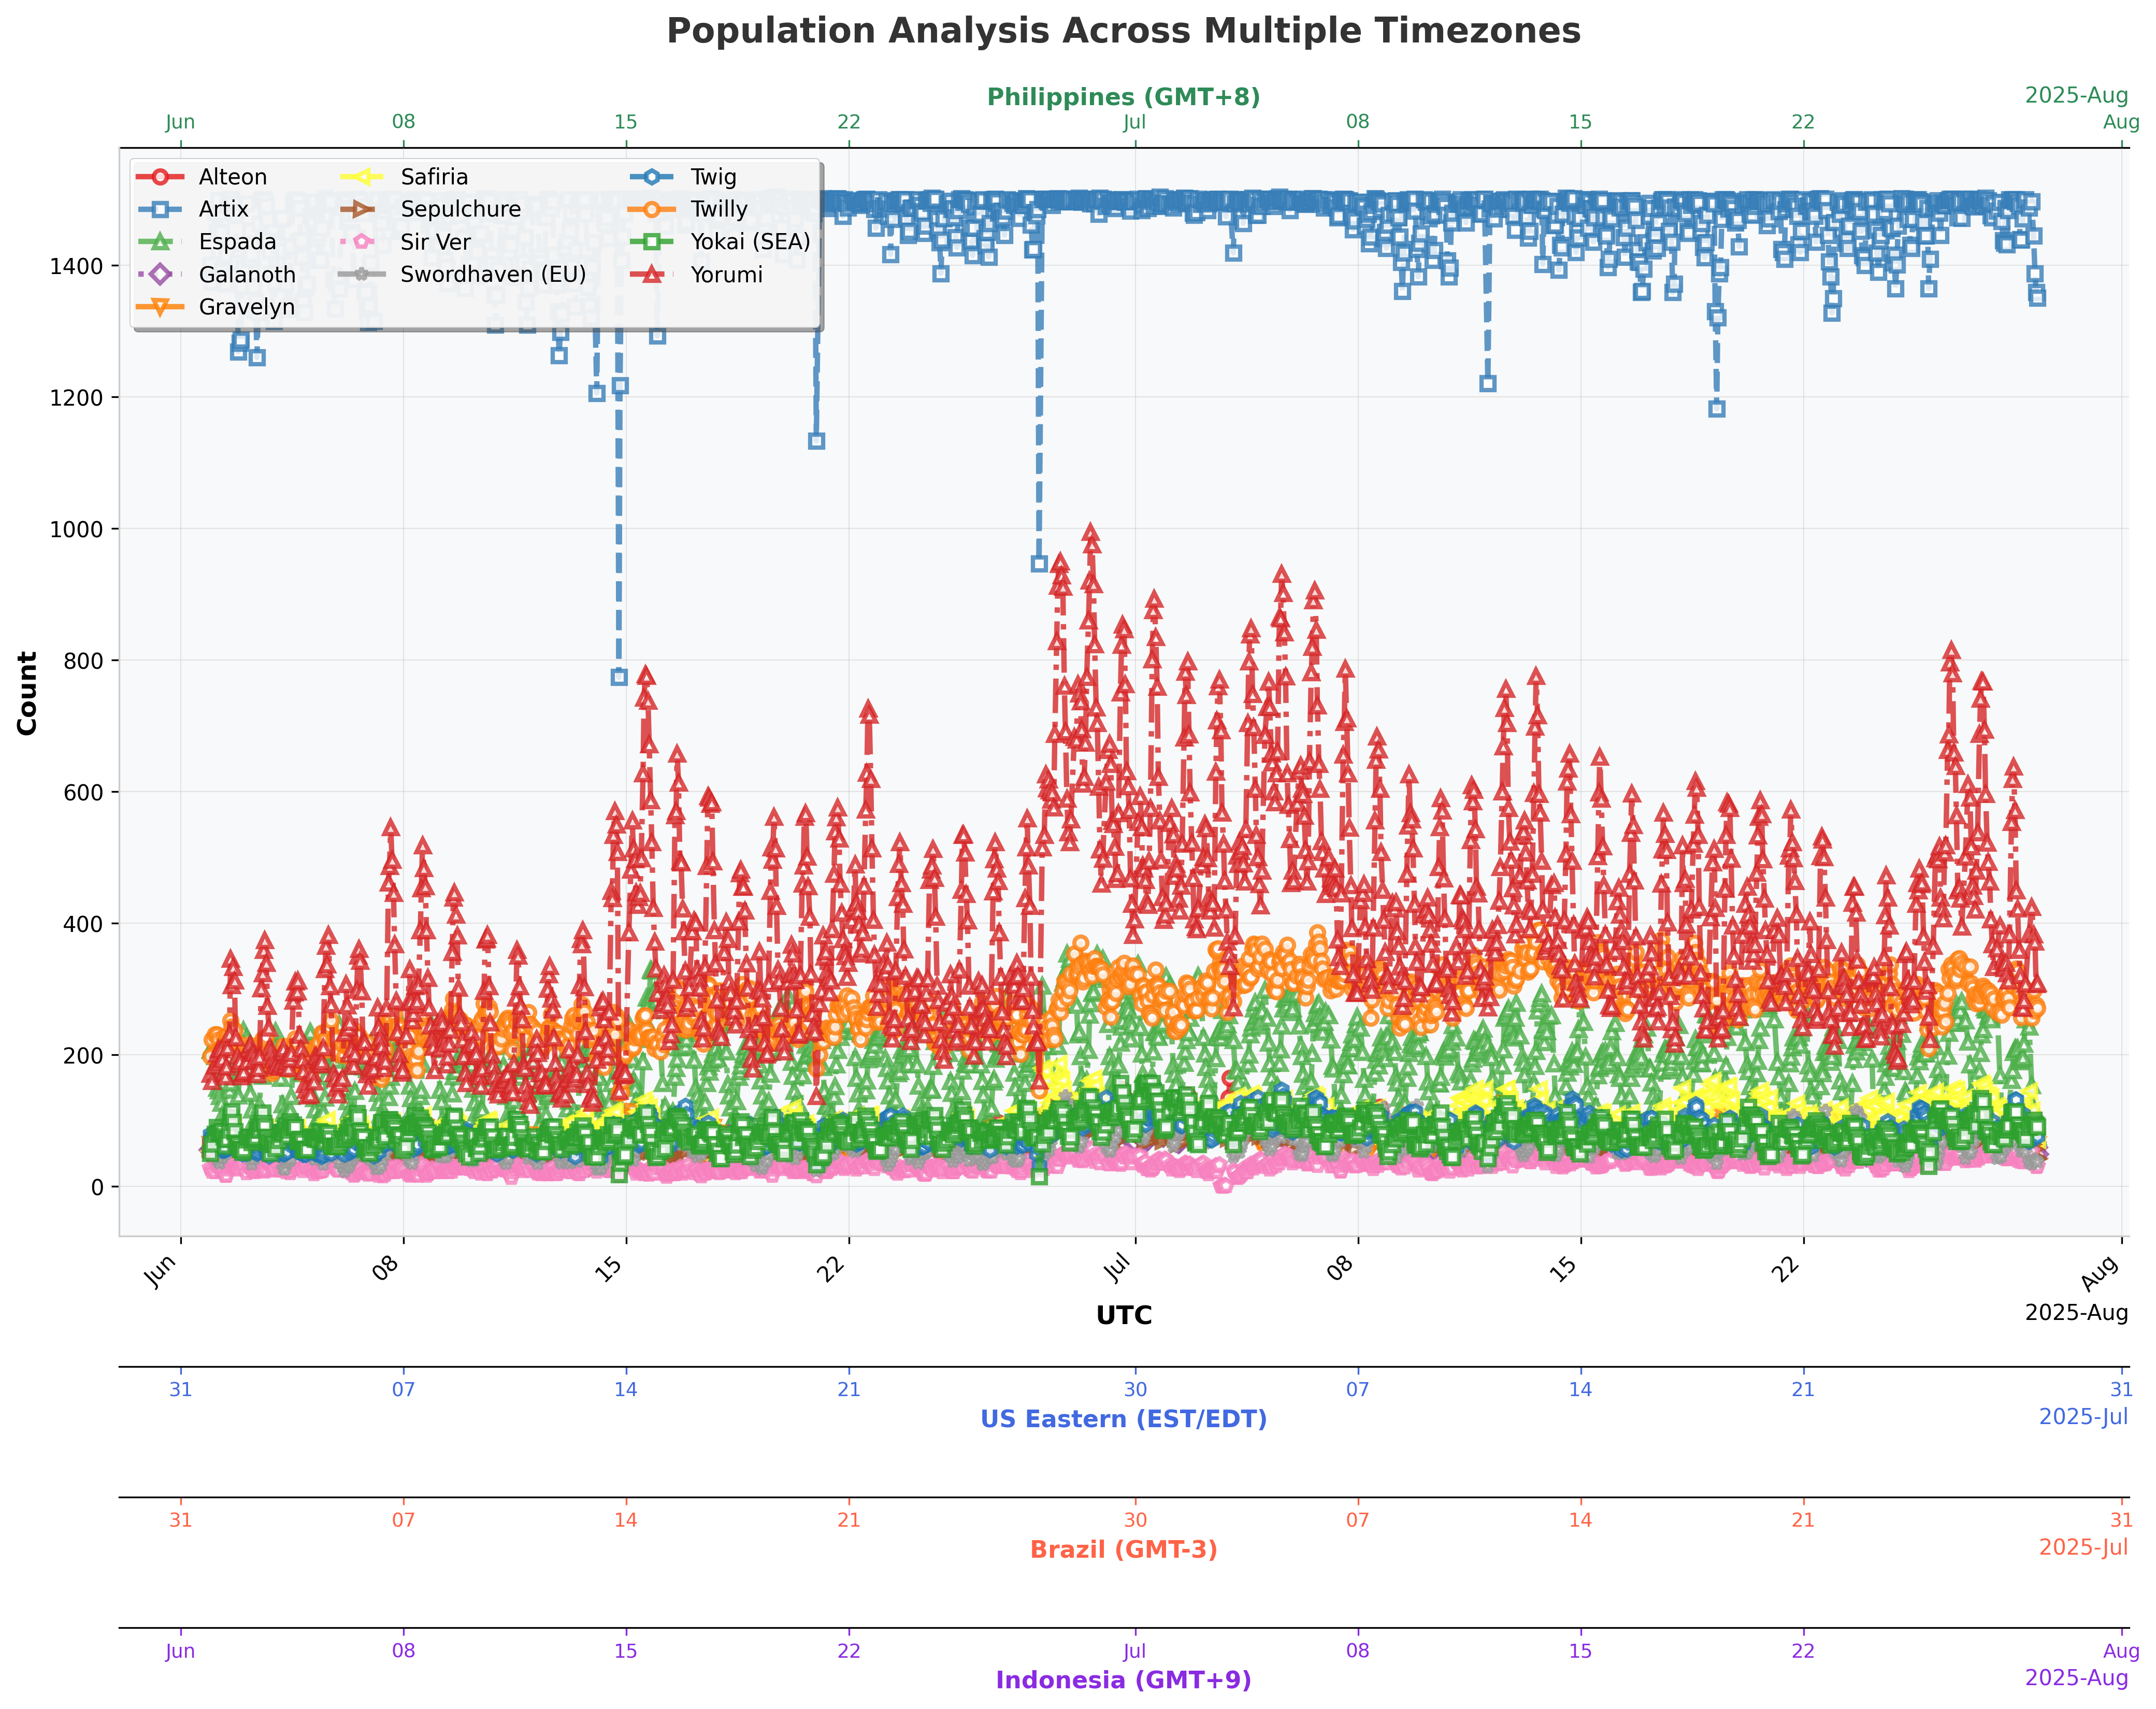 Population Analysis Across Multiple Timezones
Philippines (GMT+8)
2025-Aug
Jun 08 15 22 Jul 08 15 22 Aug
Alteon Safiria Twig
Artix Sepulchure Twilly
Espada Sir Ver Yokai (SEA)
Galanoth Swordhaven (EU) Yorumi
Gravelyn
1400
1200
1000
800
600
400
200
0
Count
Jun 08 15 22 Jul 08 15 22 Aug
UTC
2025-Aug
31 07 14 21 30 07 14 21 31
US Eastern (EST/EDT)
2025-Jul
31 07 14 21 30 07 14 21 31
Brazil (GMT-3)
2025-Jul
Jun 08 15 22 Jul 08 15 22 Aug
Indonesia (GMT+9)
2025-Aug